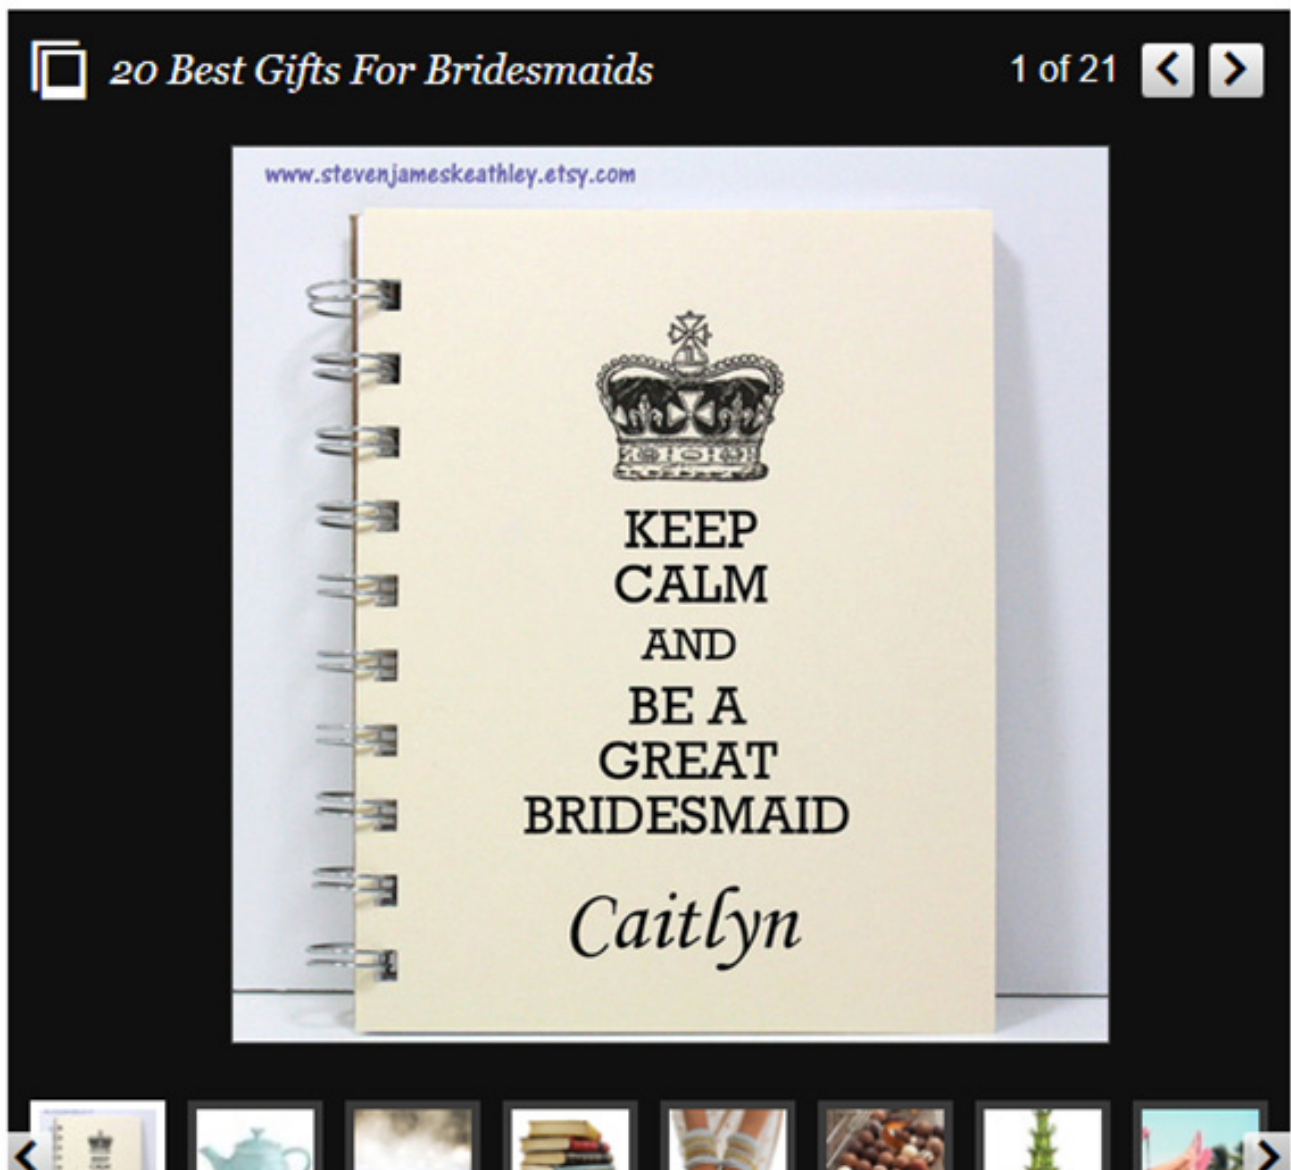 20 Best Gifts For Bridesmaids
1 of 21
www.stevenjameskeathley.etsy.com
KEEP
CALM
AND
BE A
GREAT
BRIDESMAID
Caitlyn